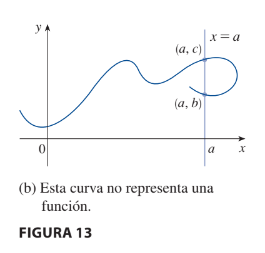 y
x = a
(a, c)
(a, b)
0
a
x
(b) Esta curva no representa una
función.
FIGURA 13